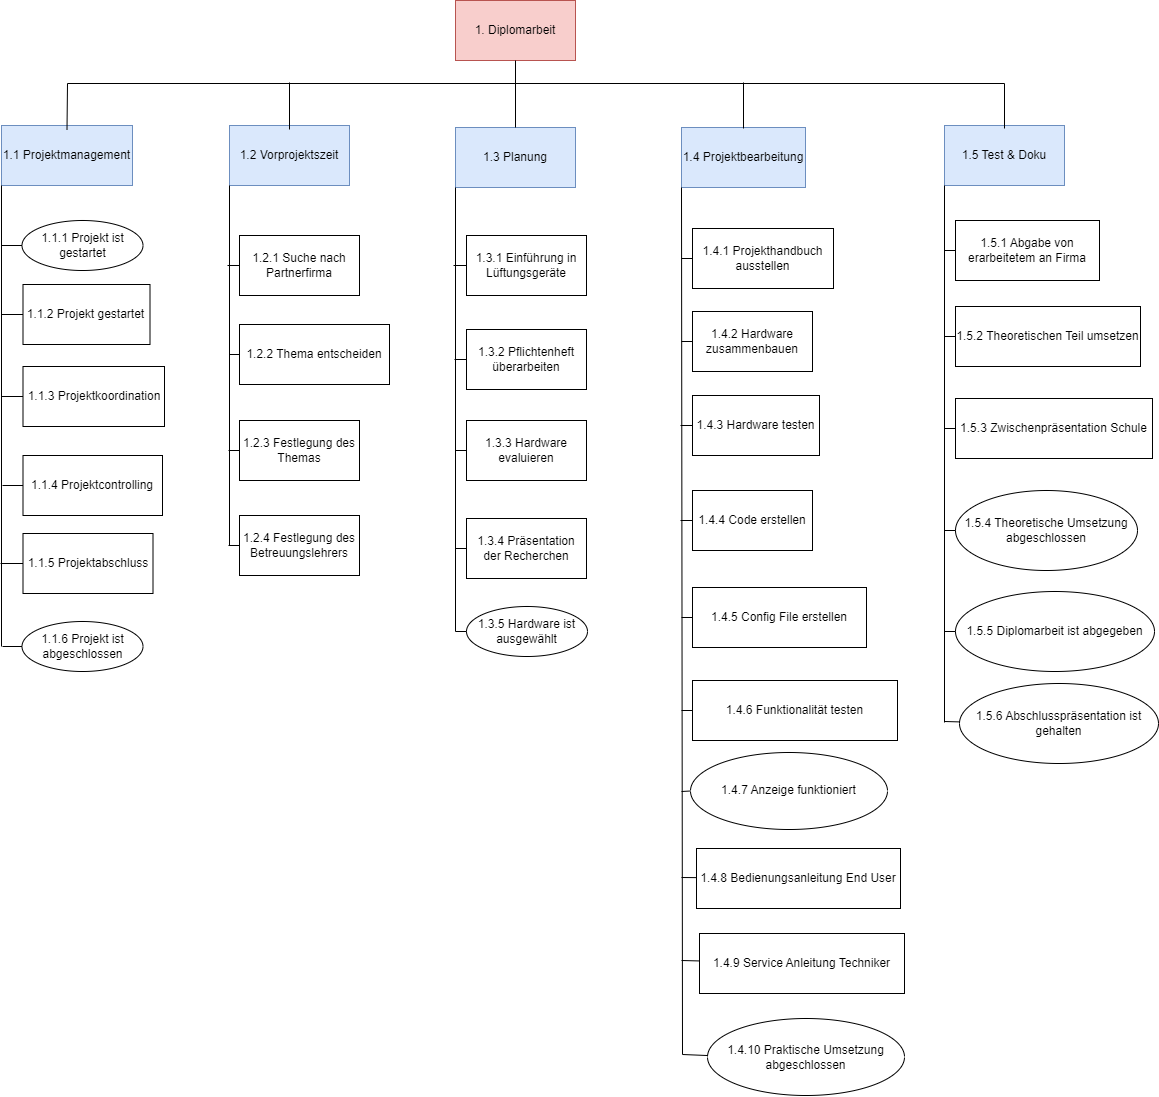 1. Diplomarbeit
1.1 Projektmanagement
1.1.1 Projekt ist
gestartet
1.1.2 Projekt gestartet
1.1.3 Projektkoordination
1.1.4 Projektcontrolling
1.1.5 Projektabschluss
1.1.6 Projekt ist
abgeschlossen
1.2 Vorprojektszeit
1.2.1 Suche nach
Partnerfirma
1.2.2 Thema entscheiden
1.2.3 Festlegung des
Themas
1.2.4 Festlegung des
Betreuungslehrers
1.3 Planung
1.3.1 Einführung in
Lüftungsgeräte
1.3.2 Pflichtenheft
überarbeiten
1.3.3 Hardware
evaluieren
1.3.4 Präsentation
der Recherchen
1.3.5 Hardware ist
ausgewählt
1.4 Projektbearbeitung
1.4.1 Projekthandbuch
ausstellen
1.4.2 Hardware
zusammenbauen
1.4.3 Hardware testen
1.4.4 Code erstellen
1.4.5 Config File erstellen
1.4.6 Funktionalität testen
1.4.7 Anzeige funktioniert
1.4.8 Bedienungsanleitung End User
1.4.9 Service Anleitung Techniker
1.4.10 Praktische Umsetzung
abgeschlossen
1.5 Test & Doku
1.5.1 Abgabe von
erarbeitetem an Firma
1.5.2 Theoretischen Teil umsetzen
1.5.3 Zwischenpräsentation Schule
1.5.4 Theoretische Umsetzung
abgeschlossen
1.5.5 Diplomarbeit ist abgegeben
1.5.6 Abschlusspräsentation ist
gehalten